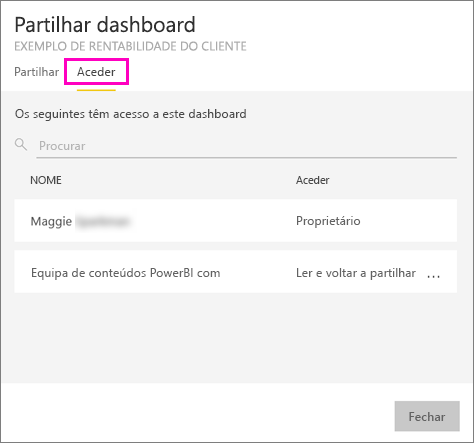 Partilhar dashboard
EXEMPLO DE RENTABILIDADE DO CLIENTE
Partilhar Aceder
Os seguintes têm acesso a este dashboard
Procurar
NOME Aceder
Maggie Proprietário
Equipa de conteúdos PowerBI com Ler e voltar a partilhar ...
Fechar